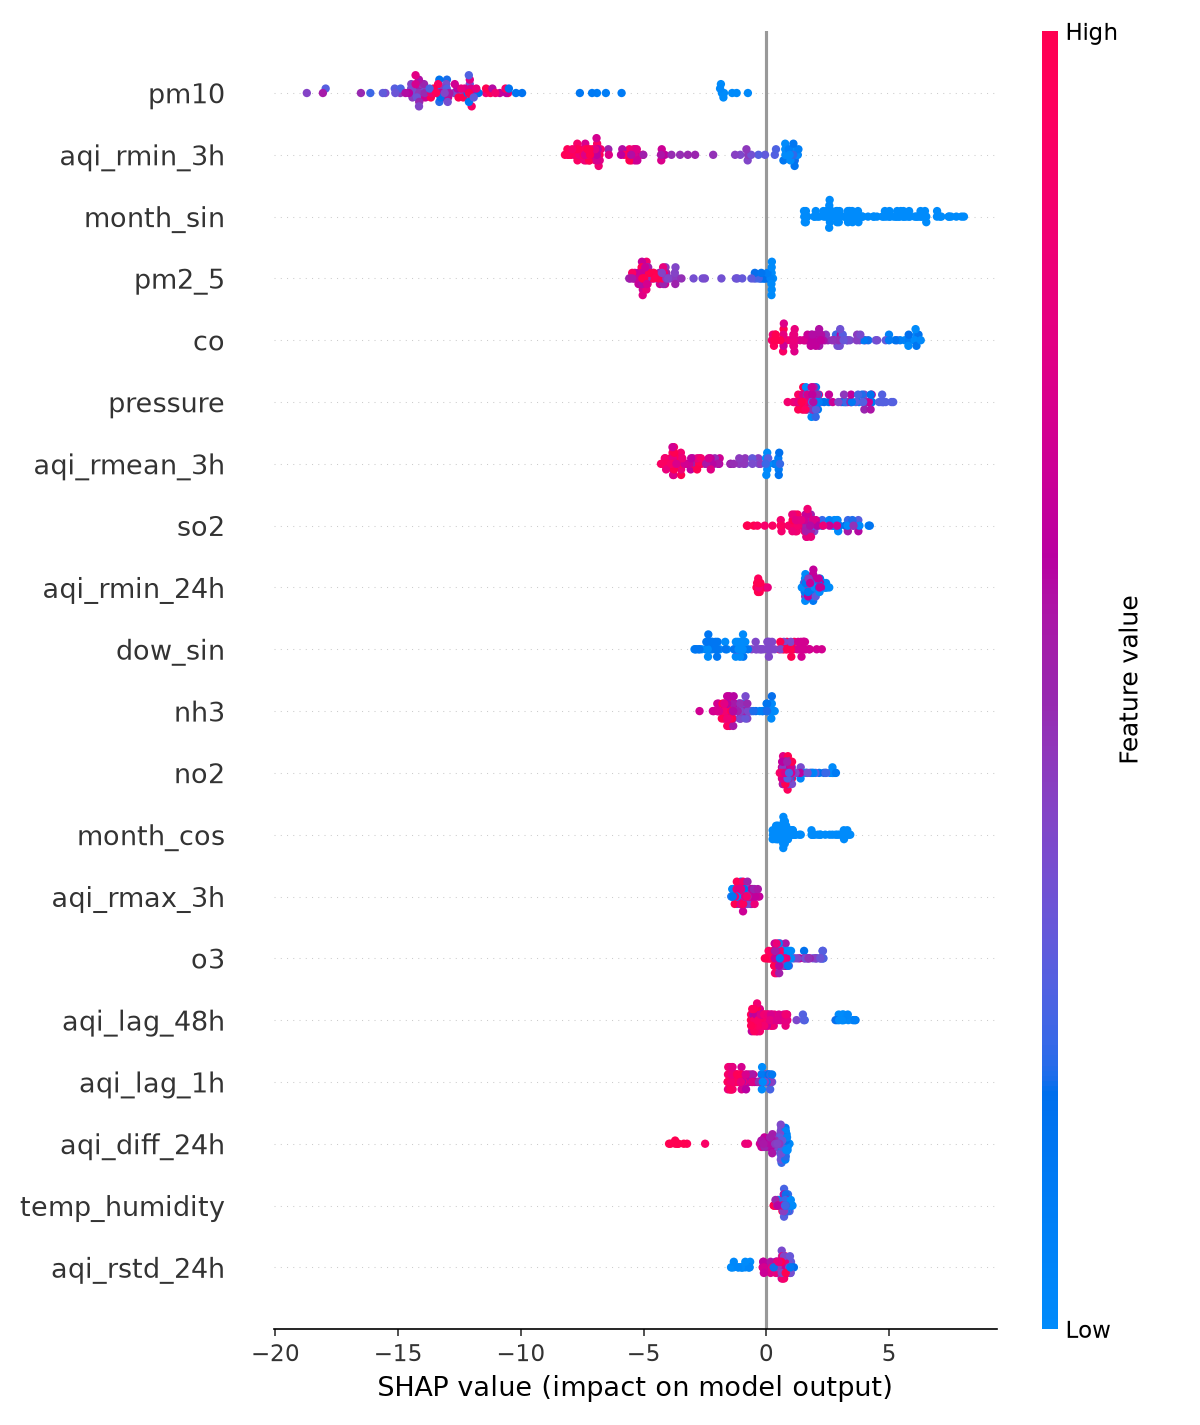 High
pm10
aqi_rmin_3h
month_sin
pm2_5
co
pressure
aqi_rmean_3h
so2
aqi_rmin_24h
dow_sin
nh3
no2
month_cos
aqi_rmax_3h
o3
aqi_lag_48h
aqi_lag_1h
aqi_diff_24h
temp_humidity
aqi_rstd_24h
Feature value
Low
−20 −15 −10 −5 0 5
SHAP value (impact on model output)